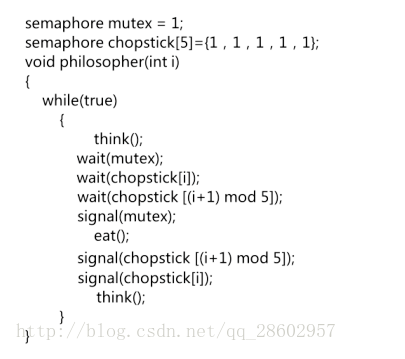 semaphore mutex = 1;
semaphore chopstick[5]={1 , 1 , 1 , 1 , 1};
void philosopher(int i)
{
while(true)
{
think();
wait(mutex);
wait(chopstick[i]);
wait(chopstick [(i+1) mod 5]);
signal(mutex);
eat();
signal(chopstick [(i+1) mod 5]);
signal(chopstick[i]);
think();
}
}
http://blog.csdn.net/qq_28602957